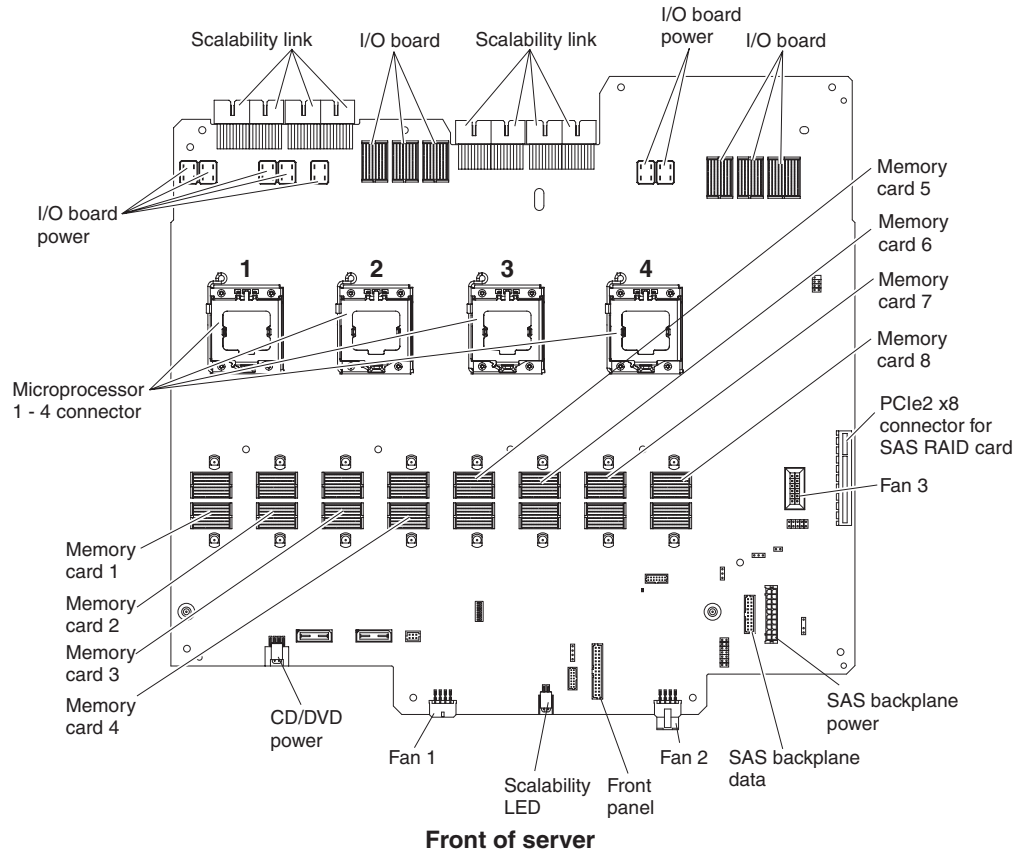 I/O board
power
Scalability link
I/O board
Scalability link
I/O board
Memory
card 5
I/O board
power
Memory
card 6
1
2
3
4
Memory
card 7
Memory
card 8
Microprocessor
1 - 4 connector
PCIe2 x8
connector for
SAS RAID card
Fan 3
Memory
card 1
Memory
card 2
Memory
card 3
Memory
card 4
CD/DVD
power
Fan 1
Scalability
LED
Front
panel
Fan 2
SAS backplane
data
SAS backplane
power
Front of server